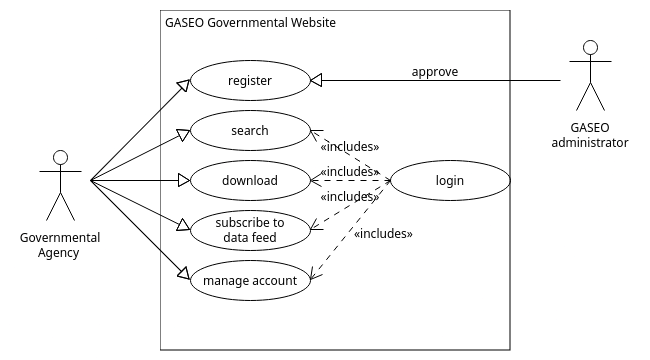 GASEO Governmental Website
register
approve
search
«includes»
GASEO
administrator
«includes»
download
login
«includes»
subscribe to
data feed
Governmental
Agency
«includes»
manage account